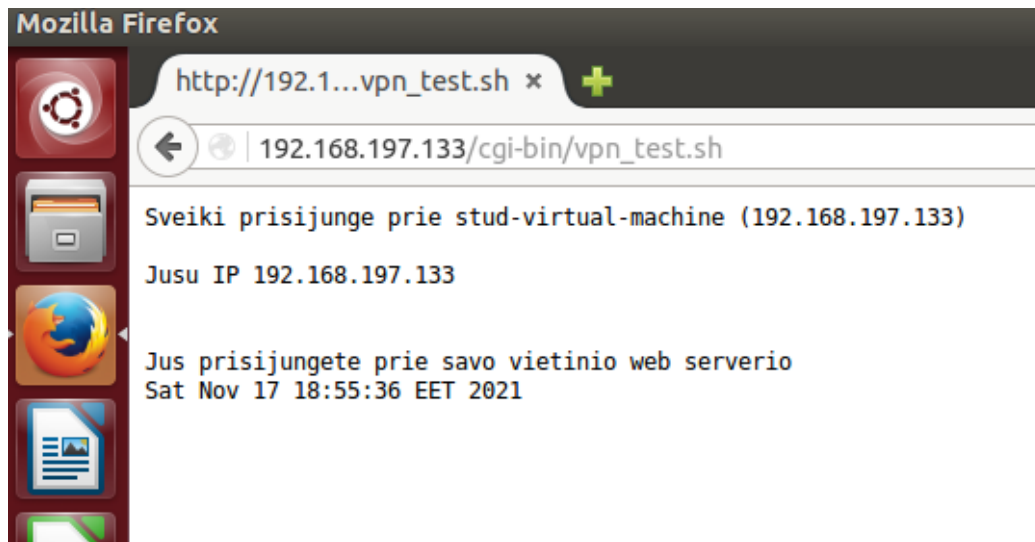 Mozilla Firefox
http://192.1...vpn_test.sh ×
192.168.197.133/cgi-bin/vpn_test.sh
Sveiki prisijunge prie stud-virtual-machine (192.168.197.133)
Jusu IP 192.168.197.133
Jus prisijungete prie savo vietinio web serverio
Sat Nov 17 18:55:36 EET 2021